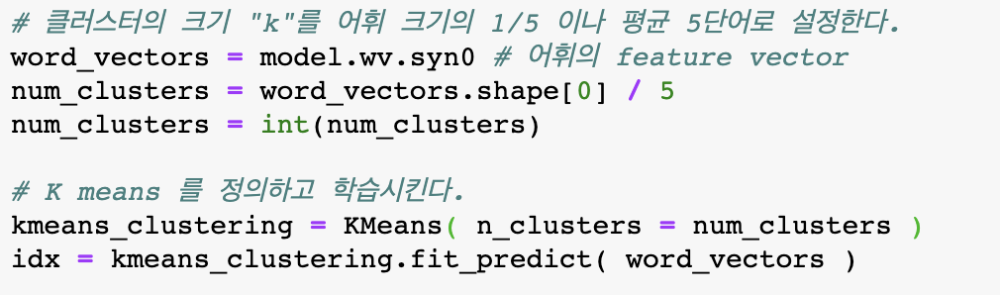 # 클러스터의 크기 "k"를 어휘 크기의 1/5 이나 평균 5단어로 설정한다.
word_vectors = model.wv.syn0 # 어휘의 feature vector
num_clusters = word_vectors.shape[0] / 5
num_clusters = int(num_clusters)

# K means 를 정의하고 학습시킨다.
kmeans_clustering = KMeans( n_clusters = num_clusters )
idx = kmeans_clustering.fit_predict( word_vectors )